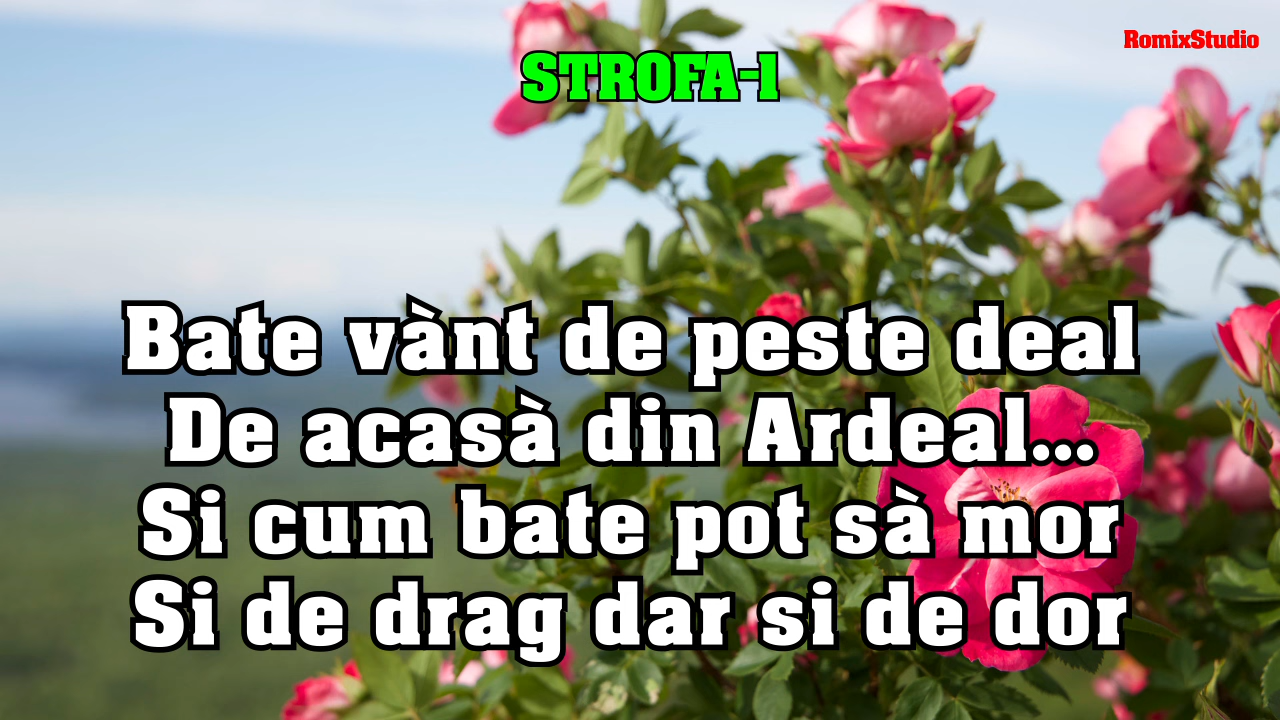 RomixStudio
STROFA-1
Bate vànt de peste deal
De acasà din Ardeal...
Si cum bate pot sà mor
Si de drag dar si de dor